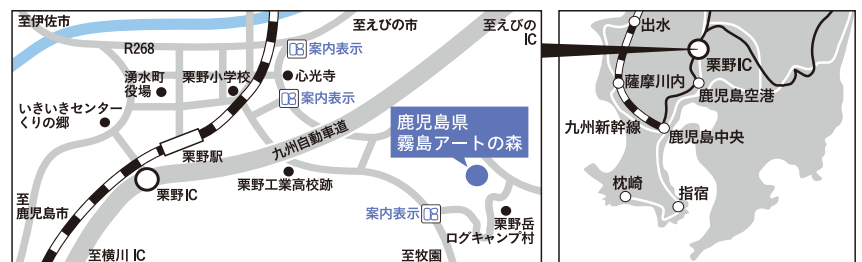 至伊佐市
至えびの市
至えびの
IC
R268
案内表示
湧水町
役場
栗野小学校
心光寺
案内表示
いきいきセンター
くりの郷
鹿児島県
霧島アートの森
九州自動車道
栗野駅
栗野工業高校跡
栗野IC
至
鹿児島市
案内表示
栗野岳
ログキャンプ村
至横川 IC
至牧園
出水
栗野IC
薩摩川内
鹿児島空港
九州新幹線
鹿児島中央
枕崎
指宿